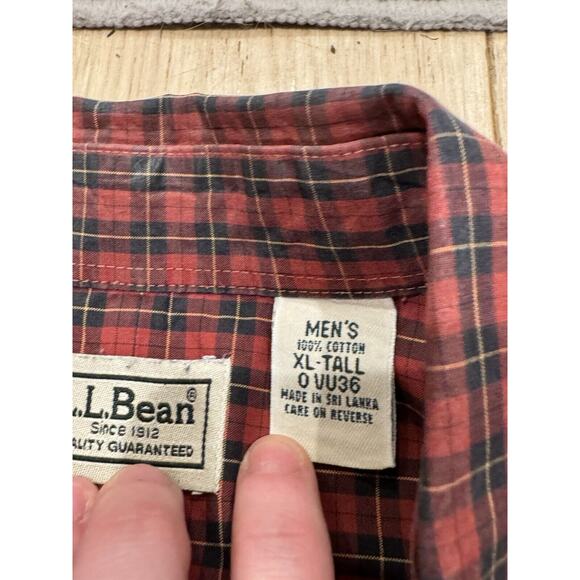 .L.Bean®
Since 1912
ALITY GUARANTEED
MEN'S
100% COTTON
XL-TALL
0 VU36
MADE IN SRI LANKA
CARE ON REVERSE